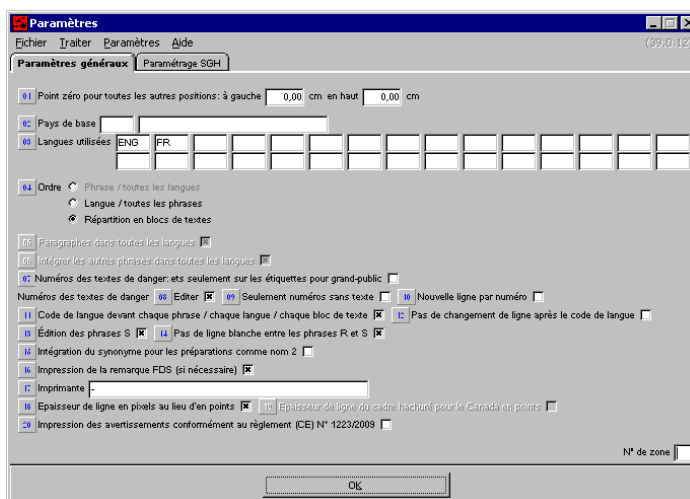 Paramètres
Fichier Traiter Paramètres Aide (39.0.12)
Paramètres généraux Paramétrage SGH
01 Point zéro pour toutes les autres positions: à gauche 0,00 cm en haut 0,00 cm
02 Pays de base
03 Langues utilisées ENG FR
04 Ordre Phrase / toutes les langues
Langue / toutes les phrases
Répartition en blocs de textes
05 Paragraphes dans toutes les langues
06 Intégrer les autres phrases dans toutes les langues
07 Numéros des textes de danger: ets seulement sur les étiquettes pour grand-public
Numéros des textes de danger 08 Editer 09 Seulement numéros sans texte 10 Nouvelle ligne par numéro
11 Code de langue devant chaque phrase / chaque langue / chaque bloc de texte 12 Pas de changement de ligne après le code de langue
13 Édition des phrases S 14 Pas de ligne blanche entre les phrases R et S
15 Intégration du synonyme pour les préparations comme nom 2
16 Impression de la remarque FDS (si nécessaire)
17 Imprimante -
18 Epaisseur de ligne en pixels au lieu d'en points 19 Epaisseur de ligne du cadre hachuré pour le Canada en points
20 Impression des avertissements conformément au règlement (CE) N° 1223/2009
N° de zone
OK